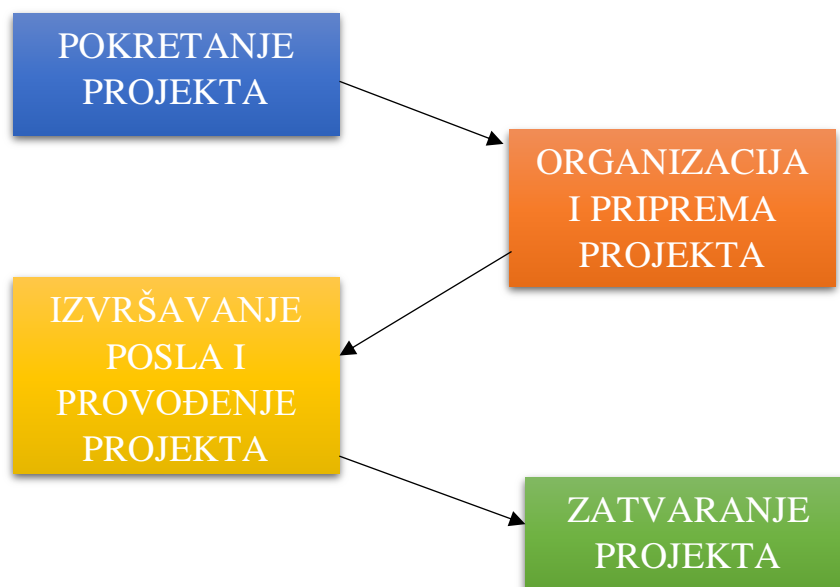 POKRETANJE
PROJEKTA
ORGANIZACIJA
I PRIPREMA
PROJEKTA
IZVRŠAVANJE
POSLA I
PROVOĐENJE
PROJEKTA
ZATVARANJE
PROJEKTA